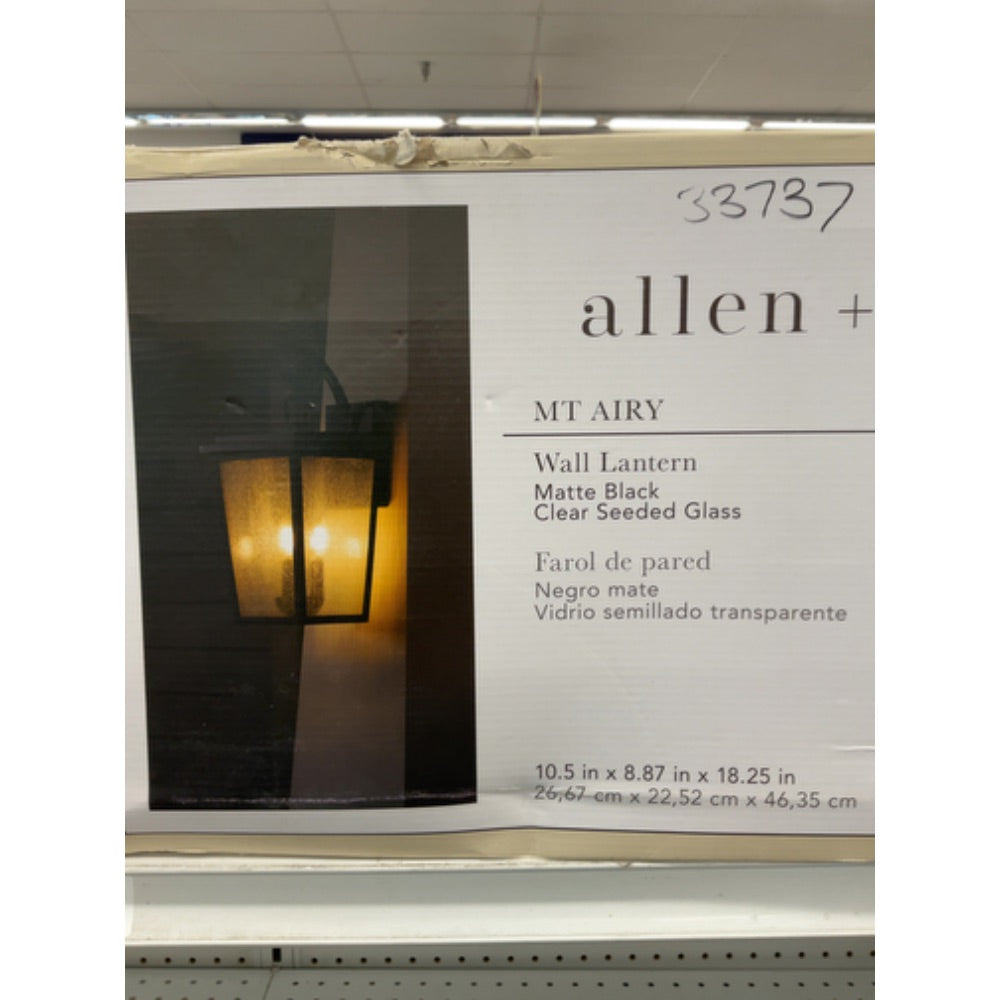 33737
allen +
MT AIRY
Wall Lantern
Matte Black
Clear Seeded Glass
Farol de pared
Negro mate
Vidrio semillado transparente
10.5 in x 8.87 in x 18.25 in
26,67 cm x 22,52 cm x 46,35 cm